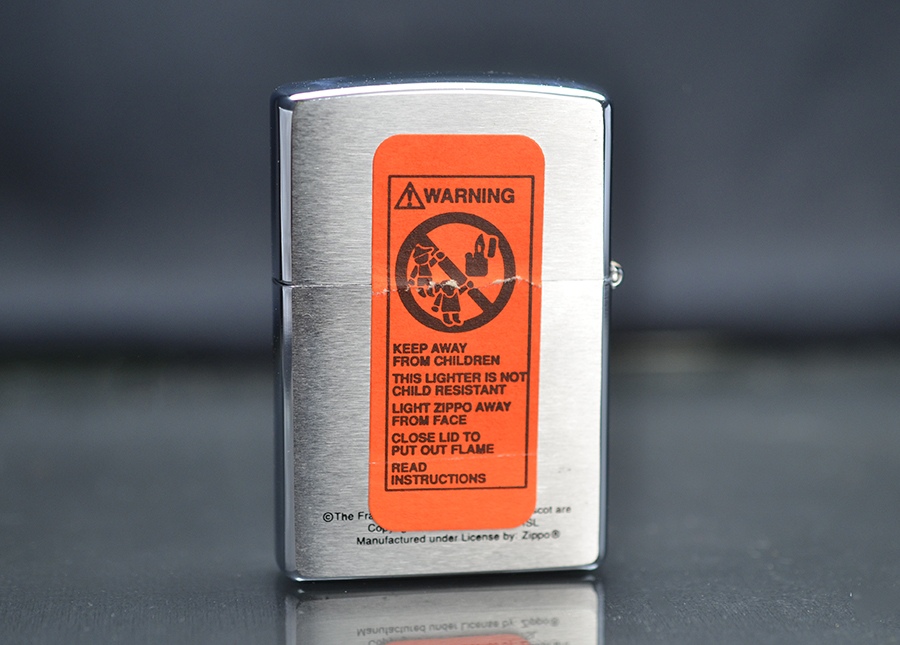 WARNING
KEEP AWAY
FROM CHILDREN
THIS LIGHTER IS NOT
CHILD RESISTANT
LIGHT ZIPPO AWAY
FROM FACE
CLOSE LID TO
PUT OUT FLAME
READ
INSTRUCTIONS
©The are
Manufactured under License by: Zippo®